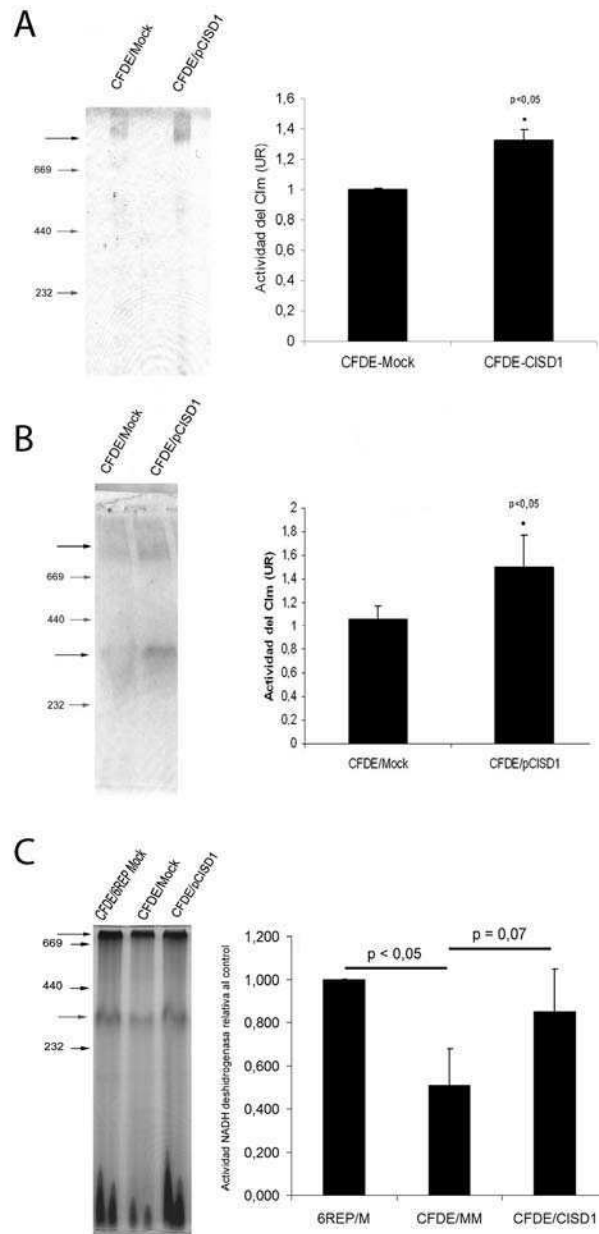 A
CFDE/Mock
CFDE/pCISD1
669
440
232
Actividad del CIm (UR)
1,6
1,4
1,2
1
0,8
0,6
0,4
0,2
0
p<0,05
*
CFDE-Mock
CFDE-CISD1
B
CFDE/Mock
CFDE/pCISD1
669
440
232
Actividad del CIm (UR)
2
1,8
1,6
1,4
1,2
1
0,8
0,6
0,4
0,2
0
p<0,05
*
CFDE/Mock
CFDE/pCISD1
C
CFDE/6REP Mock
CFDE/Mock
CFDE/pCISD1
669
440
232
Actividad NADH deshidrogenasa relativa al control
1,200
1,000
0,800
0,600
0,400
0,200
0,000
p < 0,05
p = 0,07
6REP/M
CFDE/MM
CFDE/CISD1